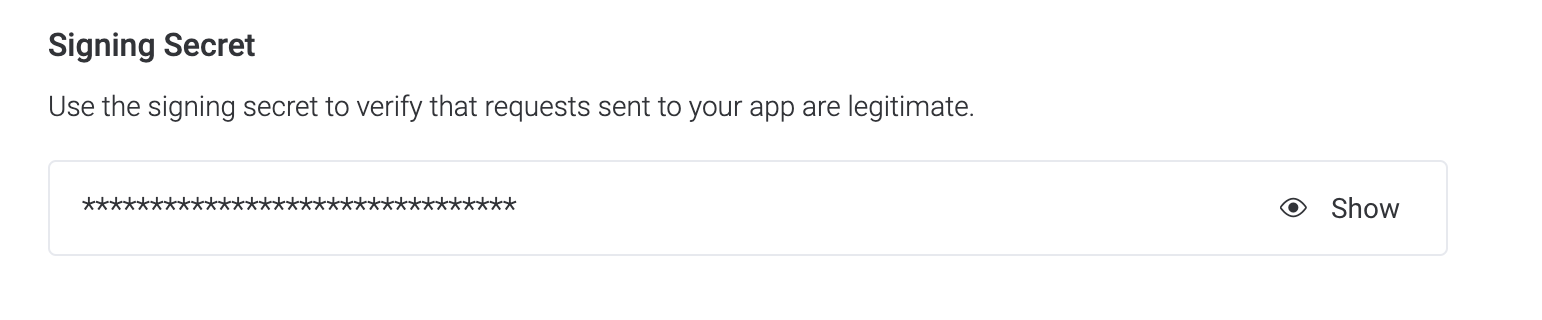 Signing Secret
Use the signing secret to verify that requests sent to your app are legitimate.
******************************** Show